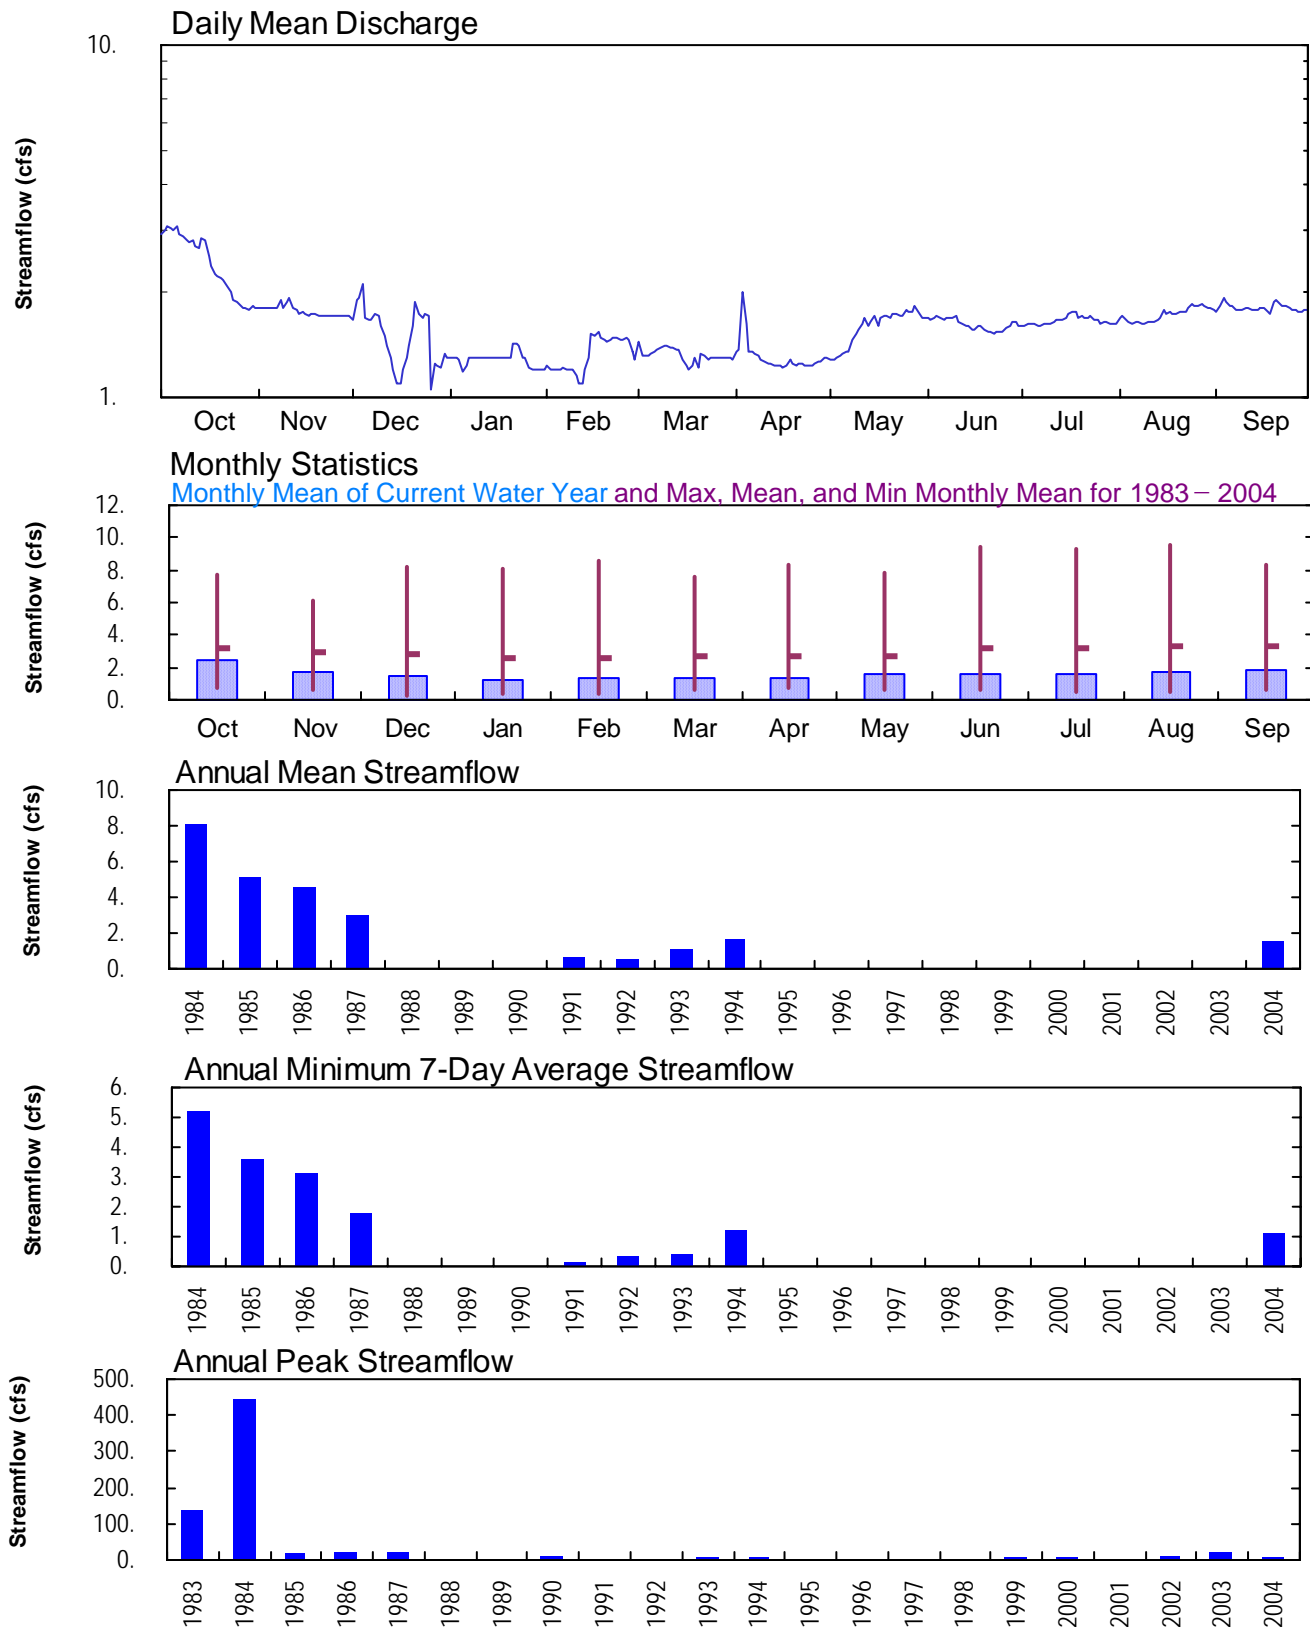 Daily Mean Discharge
Streamflow (cfs)
10.
1.
Oct Nov Dec Jan Feb Mar Apr May Jun Jul Aug Sep
Monthly Statistics
Monthly Mean of Current Water Year and Max, Mean, and Min Monthly Mean for 1983 – 2004
Streamflow (cfs)
12.
10.
8.
6.
4.
2.
0.
Oct Nov Dec Jan Feb Mar Apr May Jun Jul Aug Sep
Annual Mean Streamflow
Streamflow (cfs)
10.
8.
6.
4.
2.
0.
1984 1985 1986 1987 1988 1989 1990 1991 1992 1993 1994 1995 1996 1997 1998 1999 2000 2001 2002 2003 2004
Annual Minimum 7-Day Average Streamflow
Streamflow (cfs)
6.
5.
4.
3.
2.
1.
0.
1984 1985 1986 1987 1988 1989 1990 1991 1992 1993 1994 1995 1996 1997 1998 1999 2000 2001 2002 2003 2004
Annual Peak Streamflow
Streamflow (cfs)
500.
400.
300.
200.
100.
0.
1983 1984 1985 1986 1987 1988 1989 1990 1991 1992 1993 1994 1995 1996 1997 1998 1999 2000 2001 2002 2003 2004